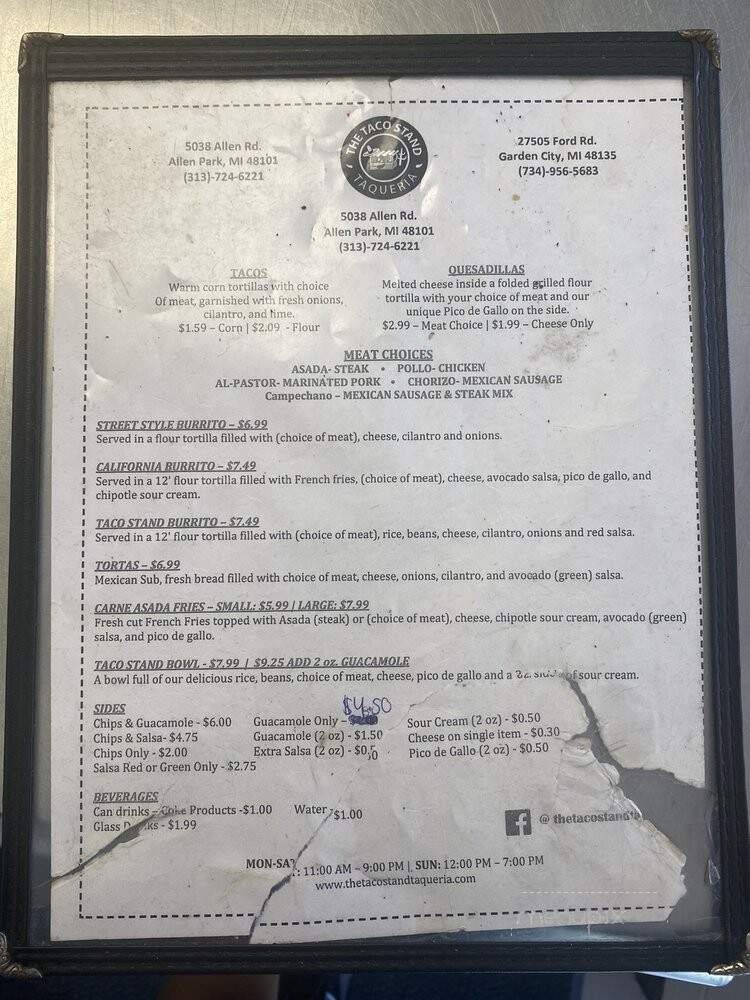 5038 Allen Rd.
Allen Park, MI 48101
(313)-724-6221
THE TACO STAND
TAQUERIA
27505 Ford Rd.
Garden City, MI 48135
(734)-956-5683
5038 Allen Rd.
Allen Park, MI 48101
(313)-724-6221
TACOS
Warm corn tortillas with choice
Of meat, garnished with fresh onions,
cilantro, and lime.
$1.59 – Corn | $2.09 - Flour
QUESADILLAS
Melted cheese inside a folded grilled flour
tortilla with your choice of meat and our
unique Pico de Gallo on the side.
$2.99 – Meat Choice | $1.99 – Cheese Only
MEAT CHOICES
ASADA- STEAK • POLLO- CHICKEN
AL-PASTOR- MARINATED PORK • CHORIZO- MEXICAN SAUSAGE
Campechano – MEXICAN SAUSAGE & STEAK MIX
STREET STYLE BURRITO – $6.99
Served in a flour tortilla filled with (choice of meat), cheese, cilantro and onions.
CALIFORNIA BURRITO – $7.49
Served in a 12' flour tortilla filled with French fries, (choice of meat), cheese, avocado salsa, pico de gallo, and
chipotle sour cream.
TACO STAND BURRITO – $7.49
Served in a 12' flour tortilla filled with (choice of meat), rice, beans, cheese, cilantro, onions and red salsa.
TORTAS – $6.99
Mexican Sub, fresh bread filled with choice of meat, cheese, onions, cilantro, and avocado (green) salsa.
CARNE ASADA FRIES – SMALL: $5.99 | LARGE: $7.99
Fresh cut French Fries topped with Asada (steak) or (choice of meat), cheese, chipotle sour cream, avocado (green)
salsa, and pico de gallo.
TACO STAND BOWL - $7.99 | $9.25 ADD 2 oz. GUACAMOLE
A bowl full of our delicious rice, beans, choice of meat, cheese, pico de gallo and a of sour cream.
SIDES
Chips & Guacamole - $6.00
Chips & Salsa- $4.75
Chips Only - $2.00
Salsa Red or Green Only - $2.75
$4.50
Guacamole Only –
Guacamole (2 oz) - $1.50
Extra Salsa (2 oz) - $0.50
Sour Cream (2 oz) - $0.50
Cheese on single item - $0.30
Pico de Gallo (2 oz) - $0.50
BEVERAGES
Can drinks – Coke Products -$1.00
Water -$1.00
Glass - $1.99
@ thetacostand
MON-SAT: 11:00 AM – 9:00 PM | SUN: 12:00 PM – 7:00 PM
www.thetacostandtaqueria.com